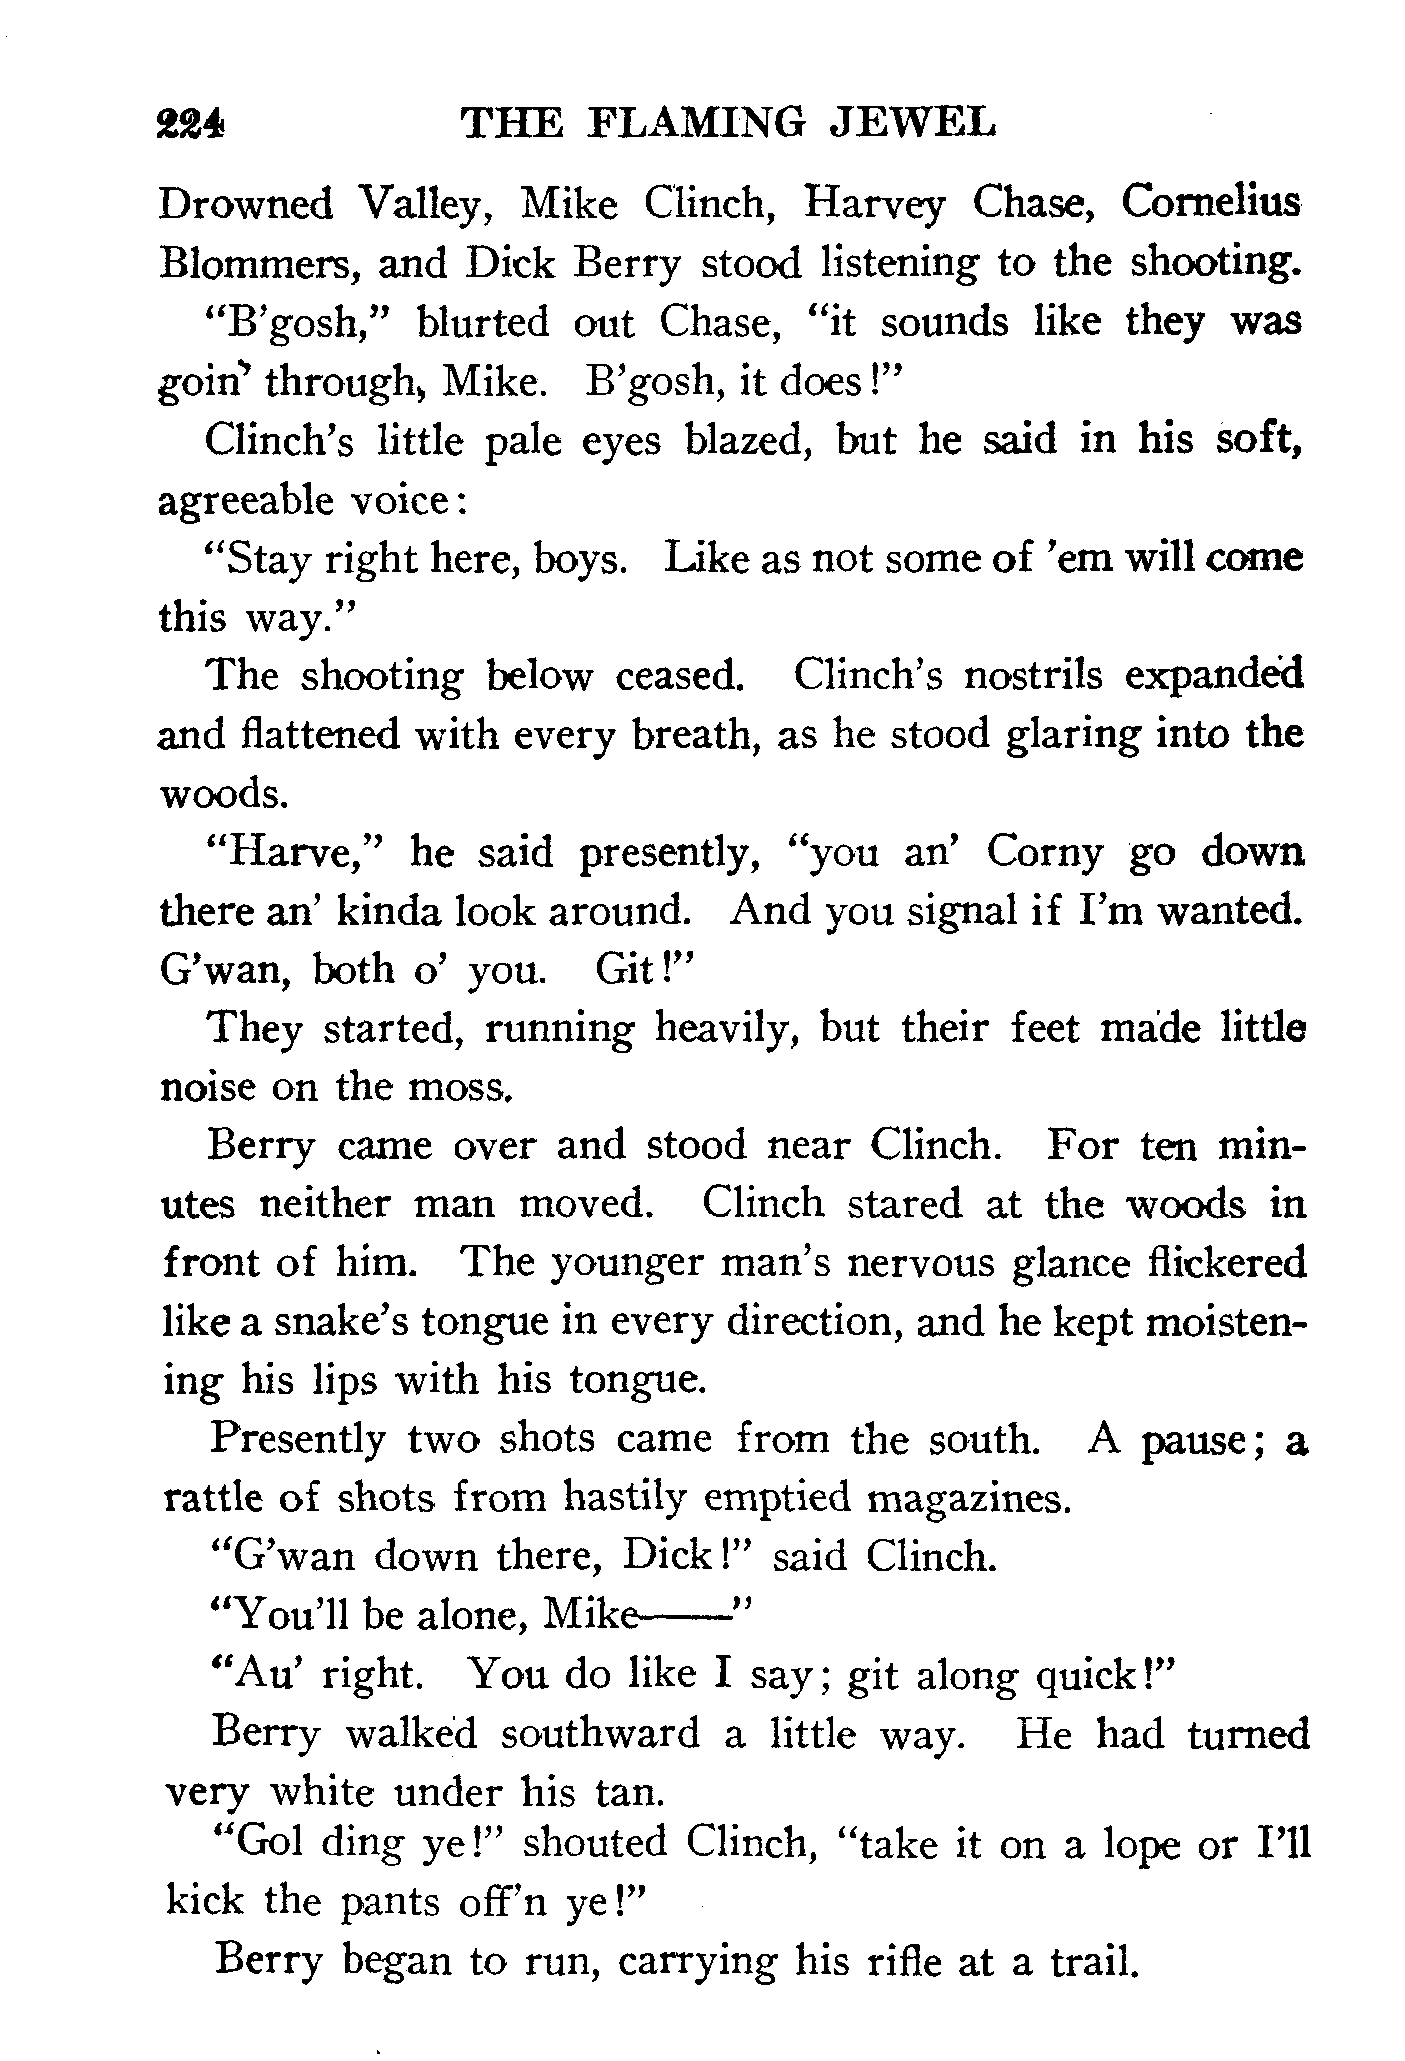 224 THE FLAMING JEWEL
Drowned Valley, Mike Clinch, Harvey Chase, Cornelius
Blommers, and Dick Berry stood listening to the shooting.
"B'gosh," blurted out Chase, "it sounds like they was
goin' through, Mike. B'gosh, it does!"
Clinch's little pale eyes blazed, but he said in his soft,
agreeable voice:
"Stay right here, boys. Like as not some of 'em will come
this way."
The shooting below ceased. Clinch's nostrils expanded
and flattened with every breath, as he stood glaring into the
woods.
"Harve," he said presently, "you an' Corny go down
there an' kinda look around. And you signal if I'm wanted.
G'wan, both o' you. Git!"
They started, running heavily, but their feet made little
noise on the moss.
Berry came over and stood near Clinch. For ten min-
utes neither man moved. Clinch stared at the woods in
front of him. The younger man's nervous glance flickered
like a snake's tongue in every direction, and he kept moisten-
ing his lips with his tongue.
Presently two shots came from the south. A pause; a
rattle of shots from hastily emptied magazines.
"G'wan down there, Dick!" said Clinch.
"You'll be alone, Mike——"
"Au' right. You do like I say; git along quick!"
Berry walked southward a little way. He had turned
very white under his tan.
"Gol ding ye!" shouted Clinch, "take it on a lope or I'll
kick the pants off'n ye!"
Berry began to run, carrying his rifle at a trail.